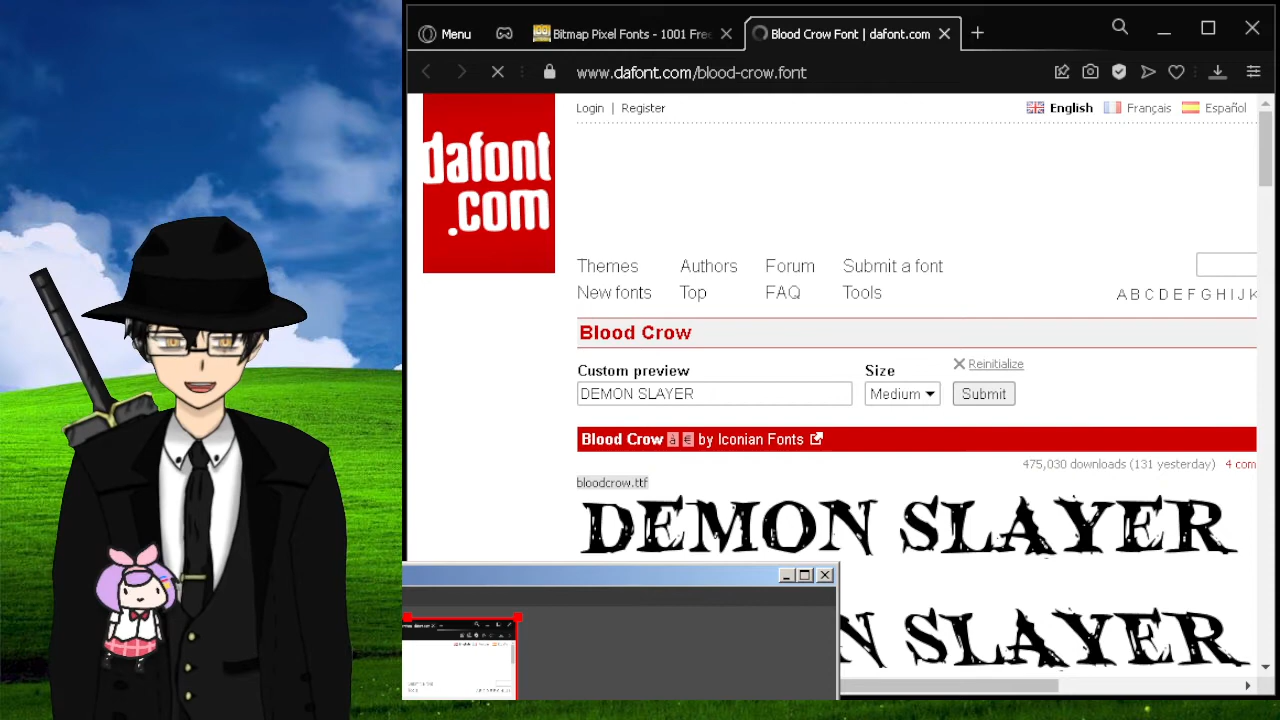 Menu
Bitmap Pixel Fonts - 1001 Free
Blood Crow Font | dafont.com
www.dafont.com/blood-crow.font
dafont
.com
Login | Register
English Français Español
Themes Authors Forum Submit a font
New fonts Top FAQ Tools
A B C D E F G H I J K
Blood Crow
Custom preview
Size
Reinitialize
DEMON SLAYER
Medium
Submit
Blood Crow à € by Iconian Fonts
475,030 downloads (131 yesterday) 4 com
bloodcrow.ttf
DEMON SLAYER
N SLAYER